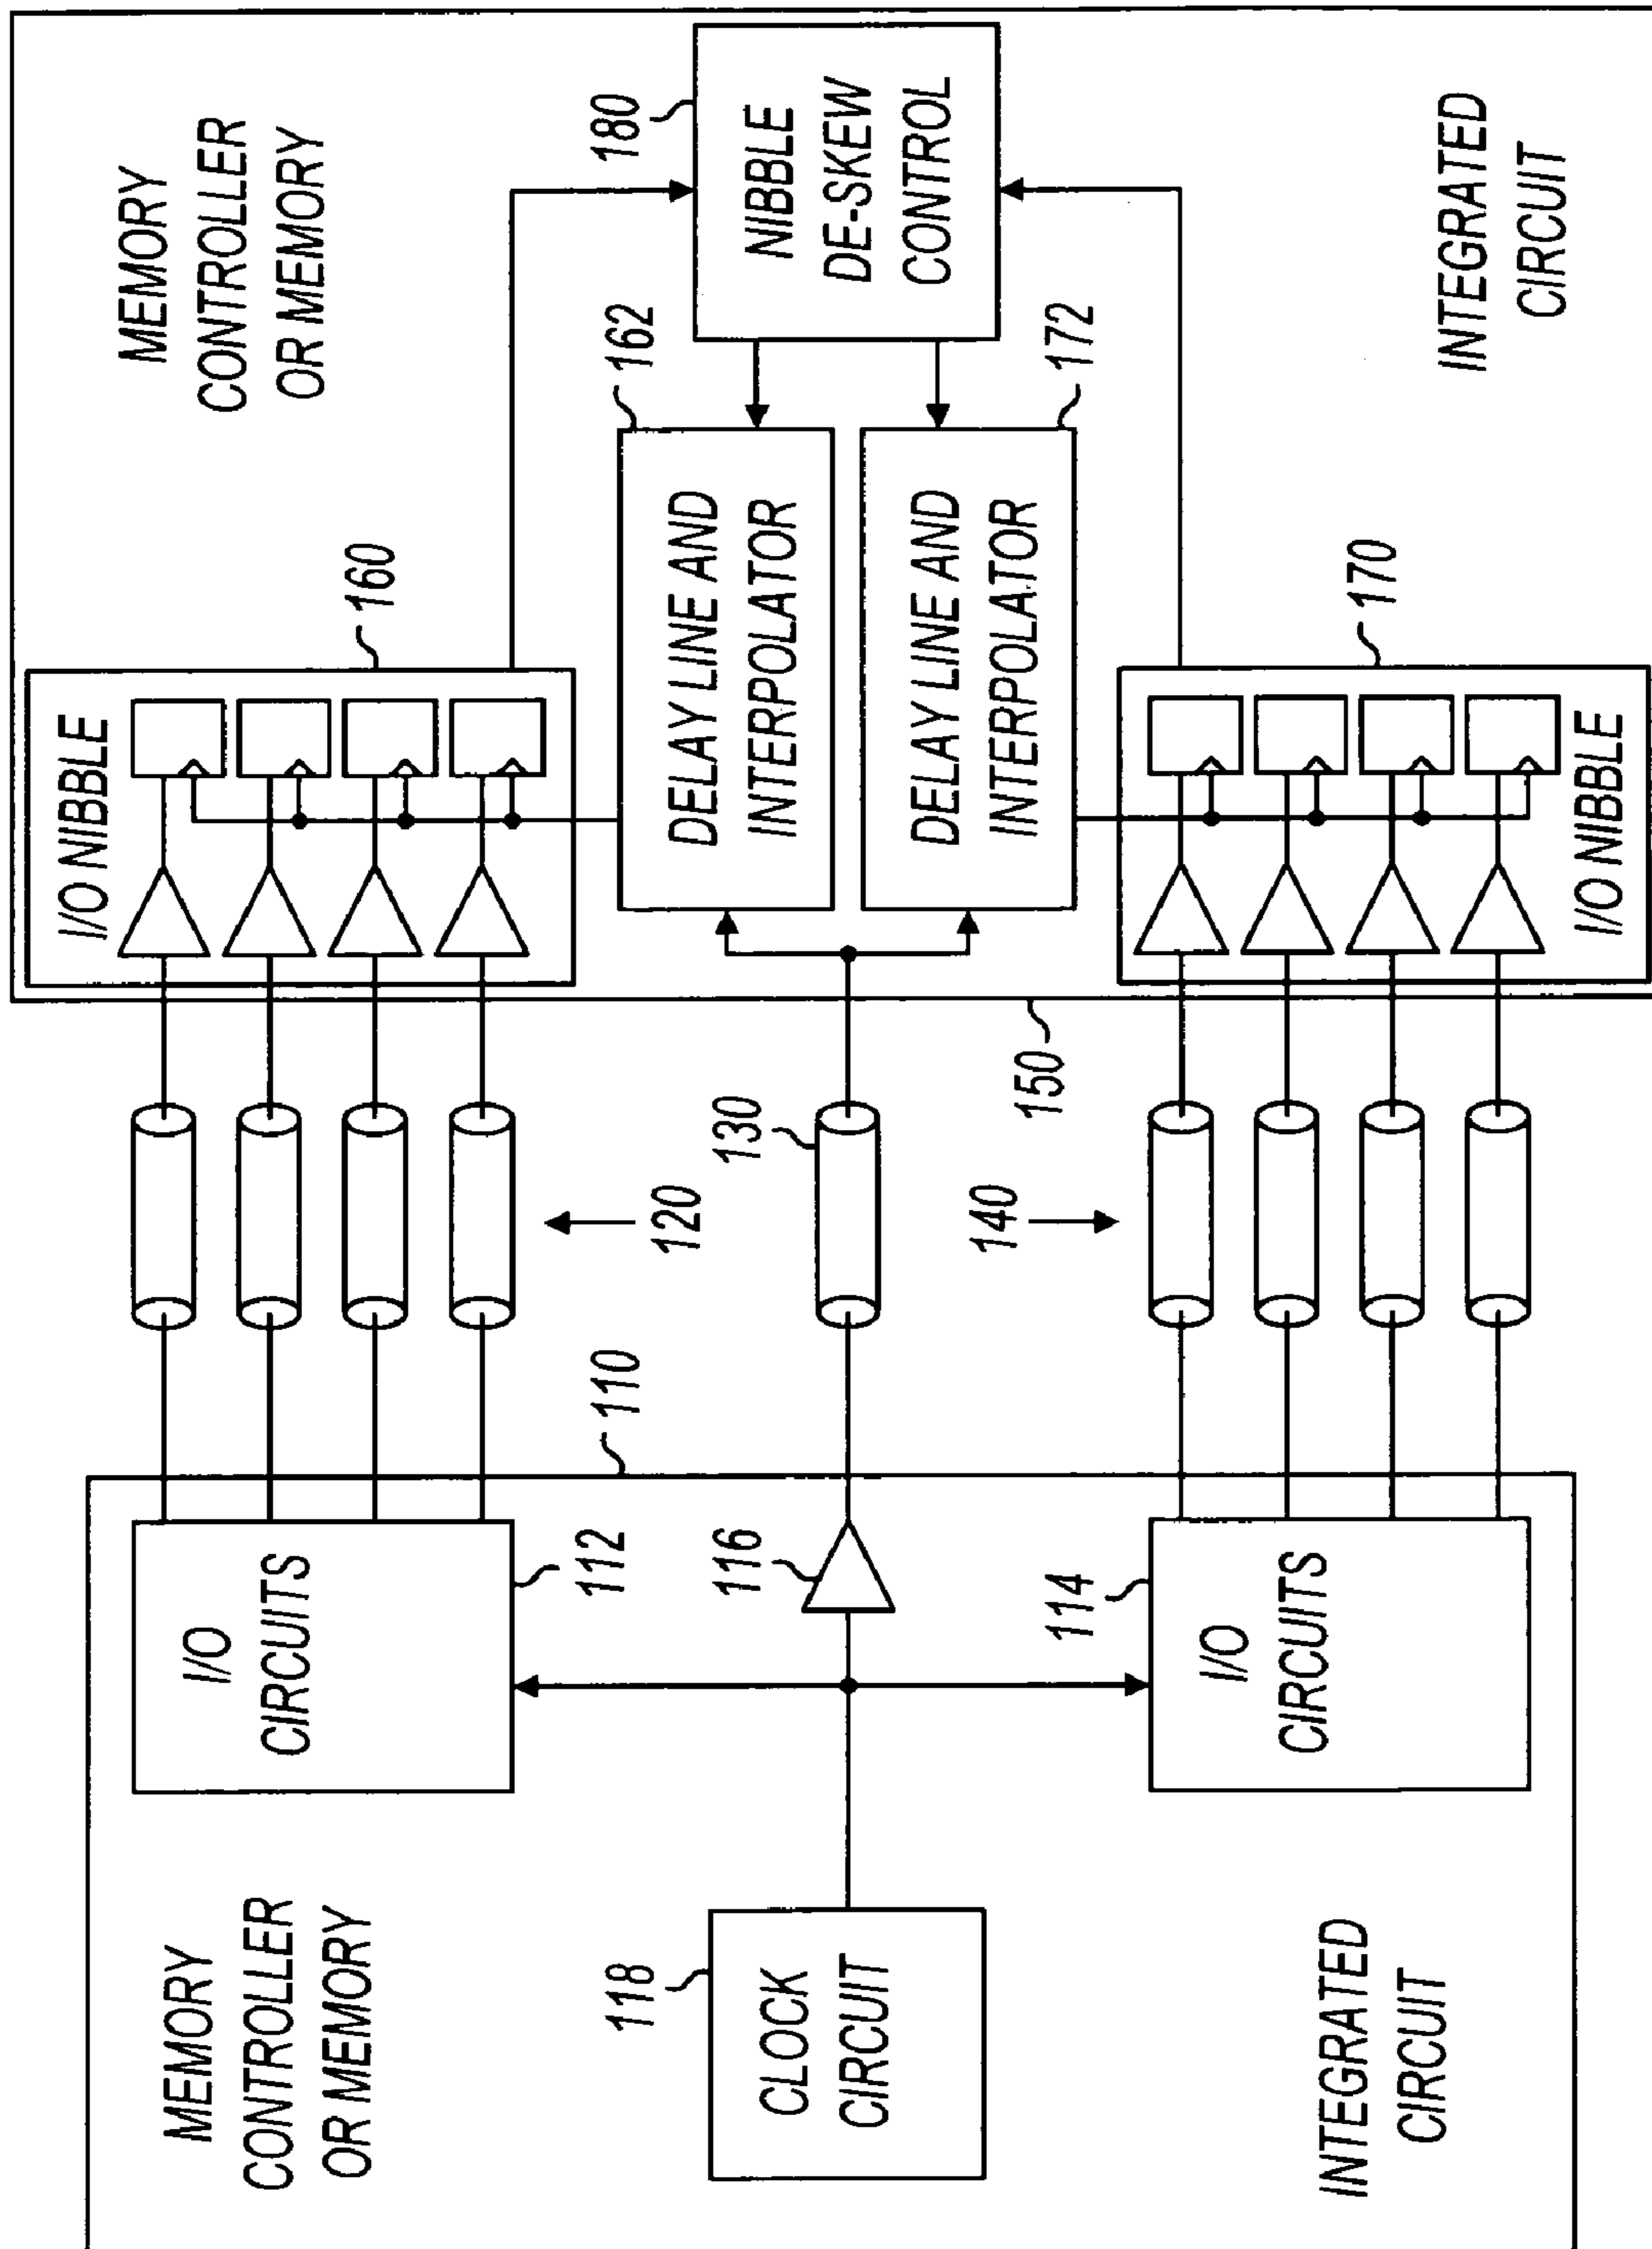 MEMORY
CONTROLLER
OR MEMORY
118
CLOCK
CIRCUIT
INTEGRATED
CIRCUIT
I/O
CIRCUITS
112
116
114
I/O
CIRCUITS
110
120
130
140
150
I/O NIBBLE
160
DELAY LINE AND
INTERPOLATOR
162
DELAY LINE AND
INTERPOLATOR
172
I/O NIBBLE
170
MEMORY
CONTROLLER
OR MEMORY
180
NIBBLE
DE-SKEW
CONTROL
INTEGRATED
CIRCUIT